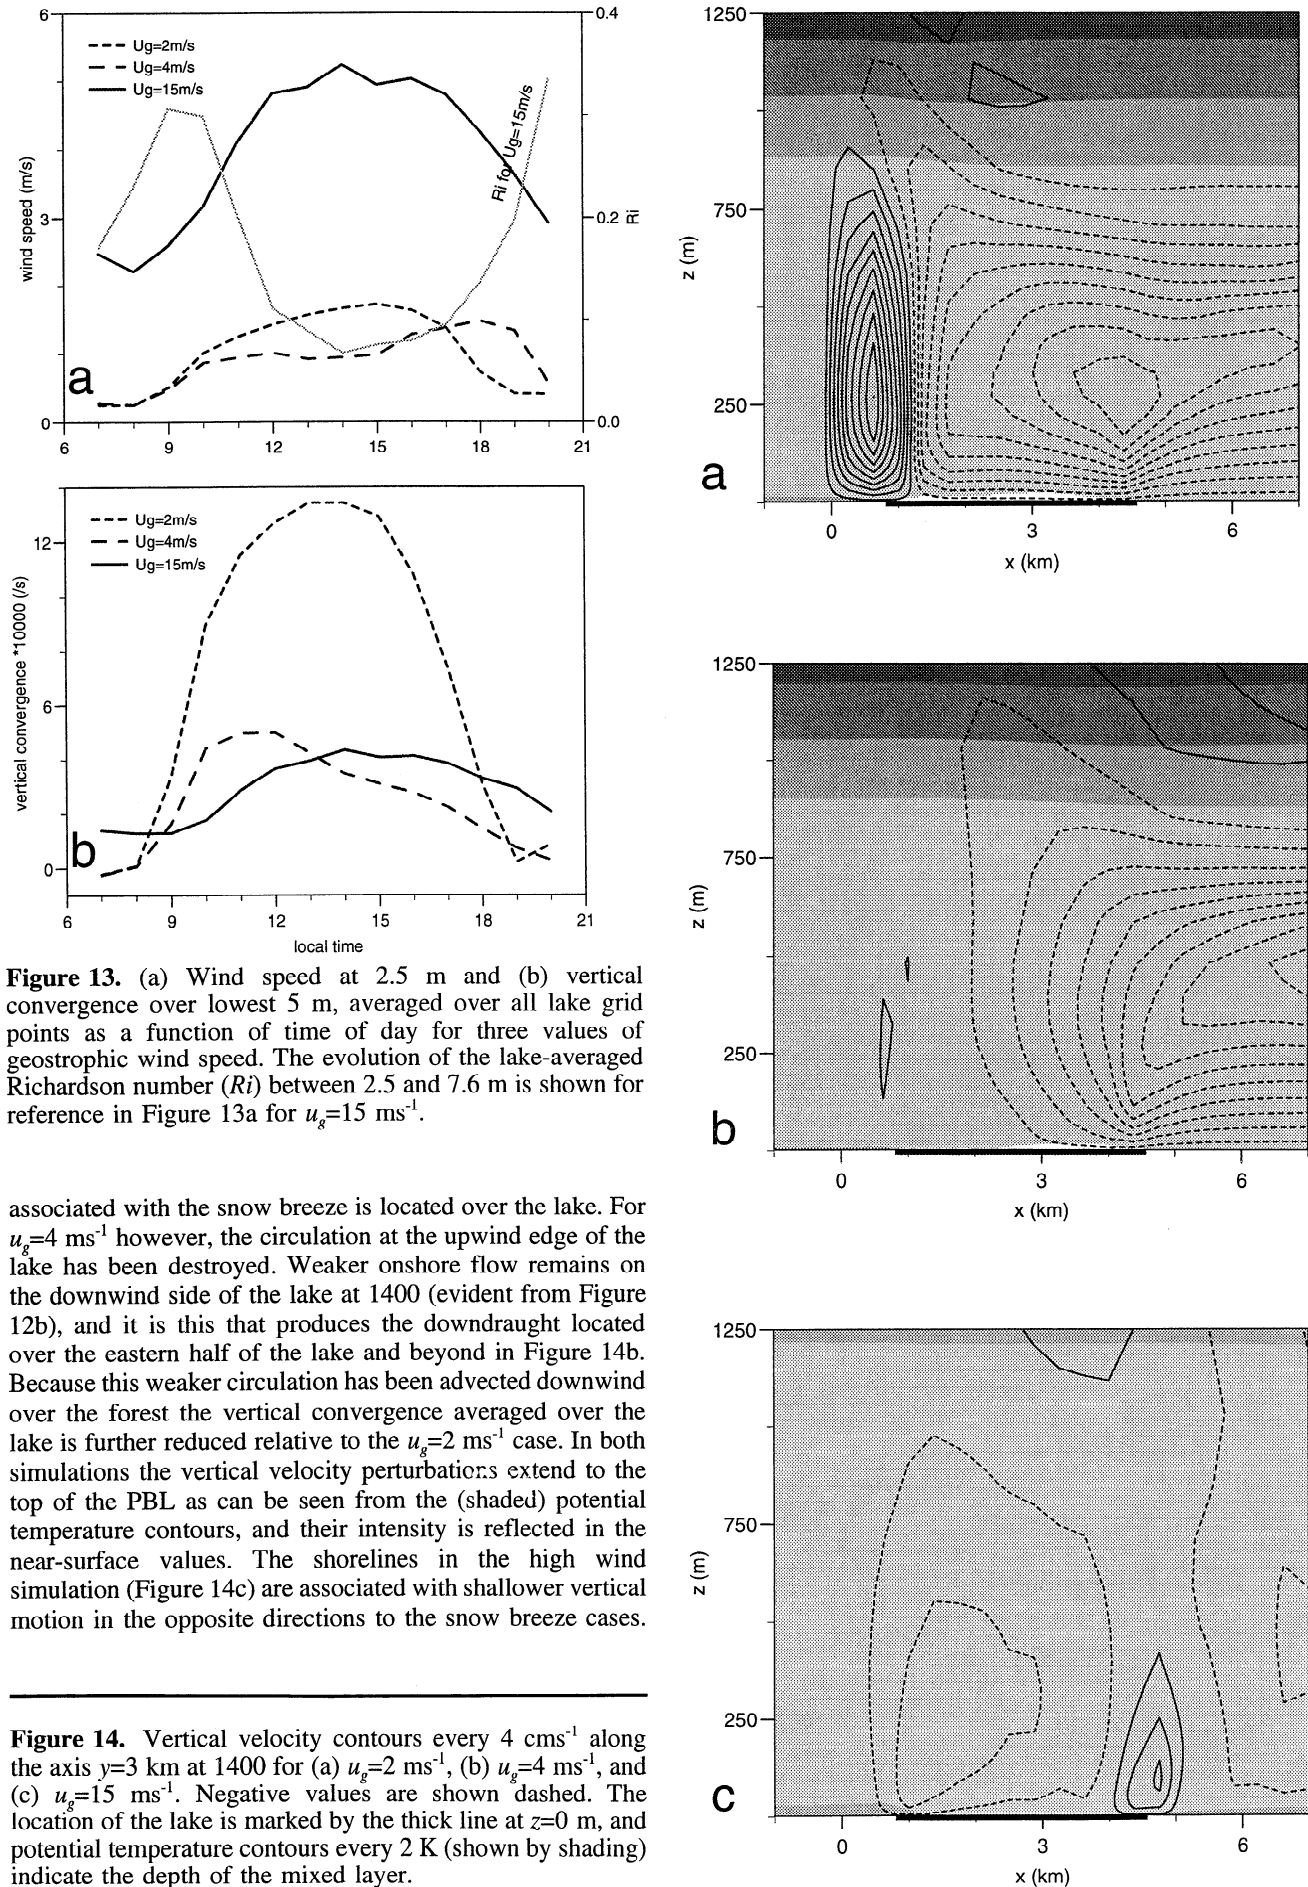 6
3
0
wind speed (m/s)
Ug=2m/s
Ug=4m/s
Ug=15m/s
Ri for Ug=15m/s
0.4
0.2
0.0
Ri
a
6
9
12
15
18
21
12
6
0
vertical convergence *10000 (/s)
Ug=2m/s
Ug=4m/s
Ug=15m/s
b
6
9
12
15
18
21
local time
Figure 13. (a) Wind speed at 2.5 m and (b) vertical
convergence over lowest 5 m, averaged over all lake grid
points as a function of time of day for three values of
geostrophic wind speed. The evolution of the lake-averaged
Richardson number (Ri) between 2.5 and 7.6 m is shown for
reference in Figure 13a for u_g=15 ms⁻¹.
associated with the snow breeze is located over the lake. For
u_g=4 ms⁻¹ however, the circulation at the upwind edge of the
lake has been destroyed. Weaker onshore flow remains on
the downwind side of the lake at 1400 (evident from Figure
12b), and it is this that produces the downdraught located
over the eastern half of the lake and beyond in Figure 14b.
Because this weaker circulation has been advected downwind
over the forest the vertical convergence averaged over the
lake is further reduced relative to the u_g=2 ms⁻¹ case. In both
simulations the vertical velocity perturbations extend to the
top of the PBL as can be seen from the (shaded) potential
temperature contours, and their intensity is reflected in the
near-surface values. The shorelines in the high wind
simulation (Figure 14c) are associated with shallower vertical
motion in the opposite directions to the snow breeze cases.
Figure 14. Vertical velocity contours every 4 cms⁻¹ along
the axis y=3 km at 1400 for (a) u_g=2 ms⁻¹, (b) u_g=4 ms⁻¹, and
(c) u_g=15 ms⁻¹. Negative values are shown dashed. The
location of the lake is marked by the thick line at z=0 m, and
potential temperature contours every 2 K (shown by shading)
indicate the depth of the mixed layer.
1250
750
250
z (m)
a
0
3
6
x (km)
1250
750
250
z (m)
b
0
3
6
x (km)
1250
750
250
z (m)
c
0
3
6
x (km)